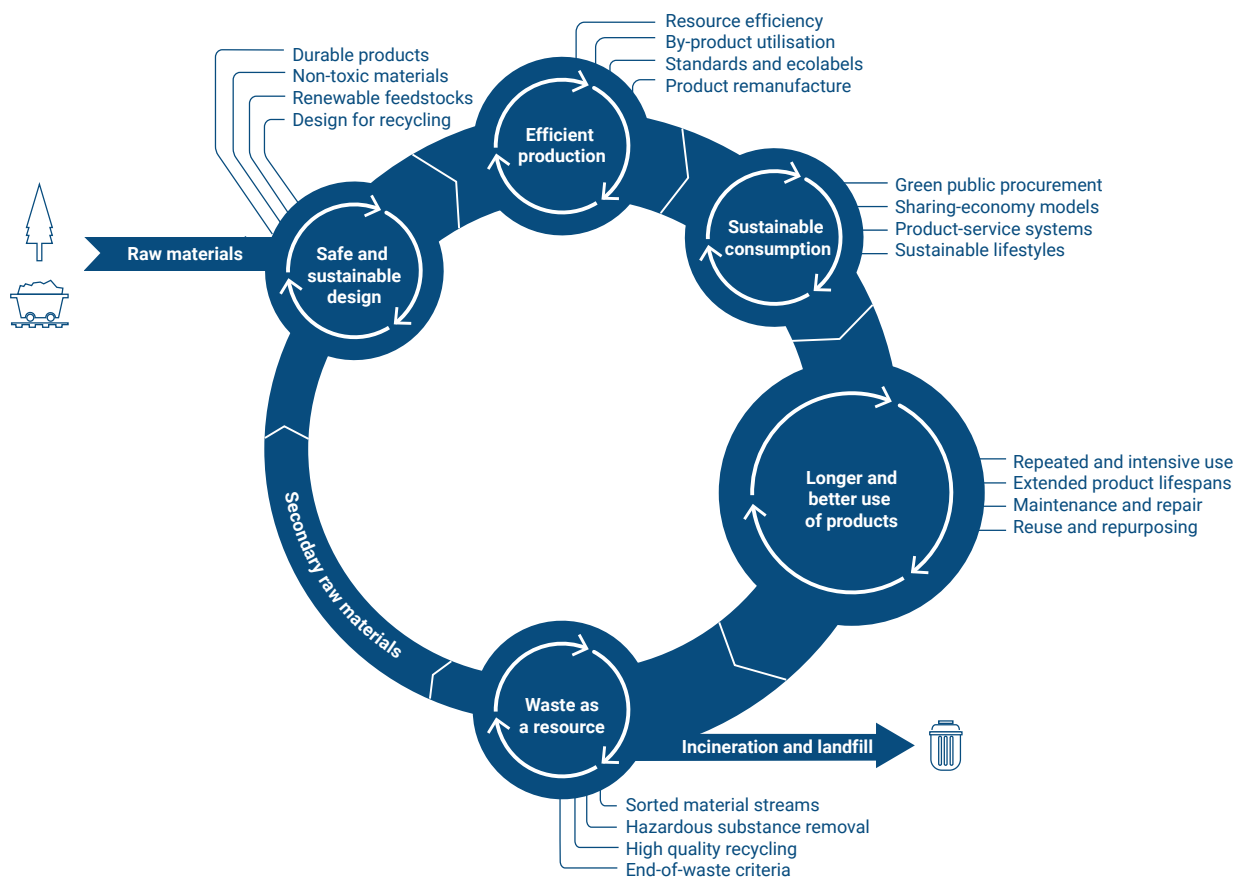 Resource efficiency
By-product utilisation
Standards and ecolabels
Product remanufacture
Durable products
Non-toxic materials
Renewable feedstocks
Design for recycling
Efficient
production
Green public procurement
Sharing-economy models
Product-service systems
Sustainable lifestyles
Sustainable
consumption
Raw materials
Safe and
sustainable
design
Repeated and intensive use
Extended product lifespans
Maintenance and repair
Reuse and repurposing
Longer and
better use
of products
Secondary raw materials
Waste as
a resource
Incineration and landfill
Sorted material streams
Hazardous substance removal
High quality recycling
End-of-waste criteria